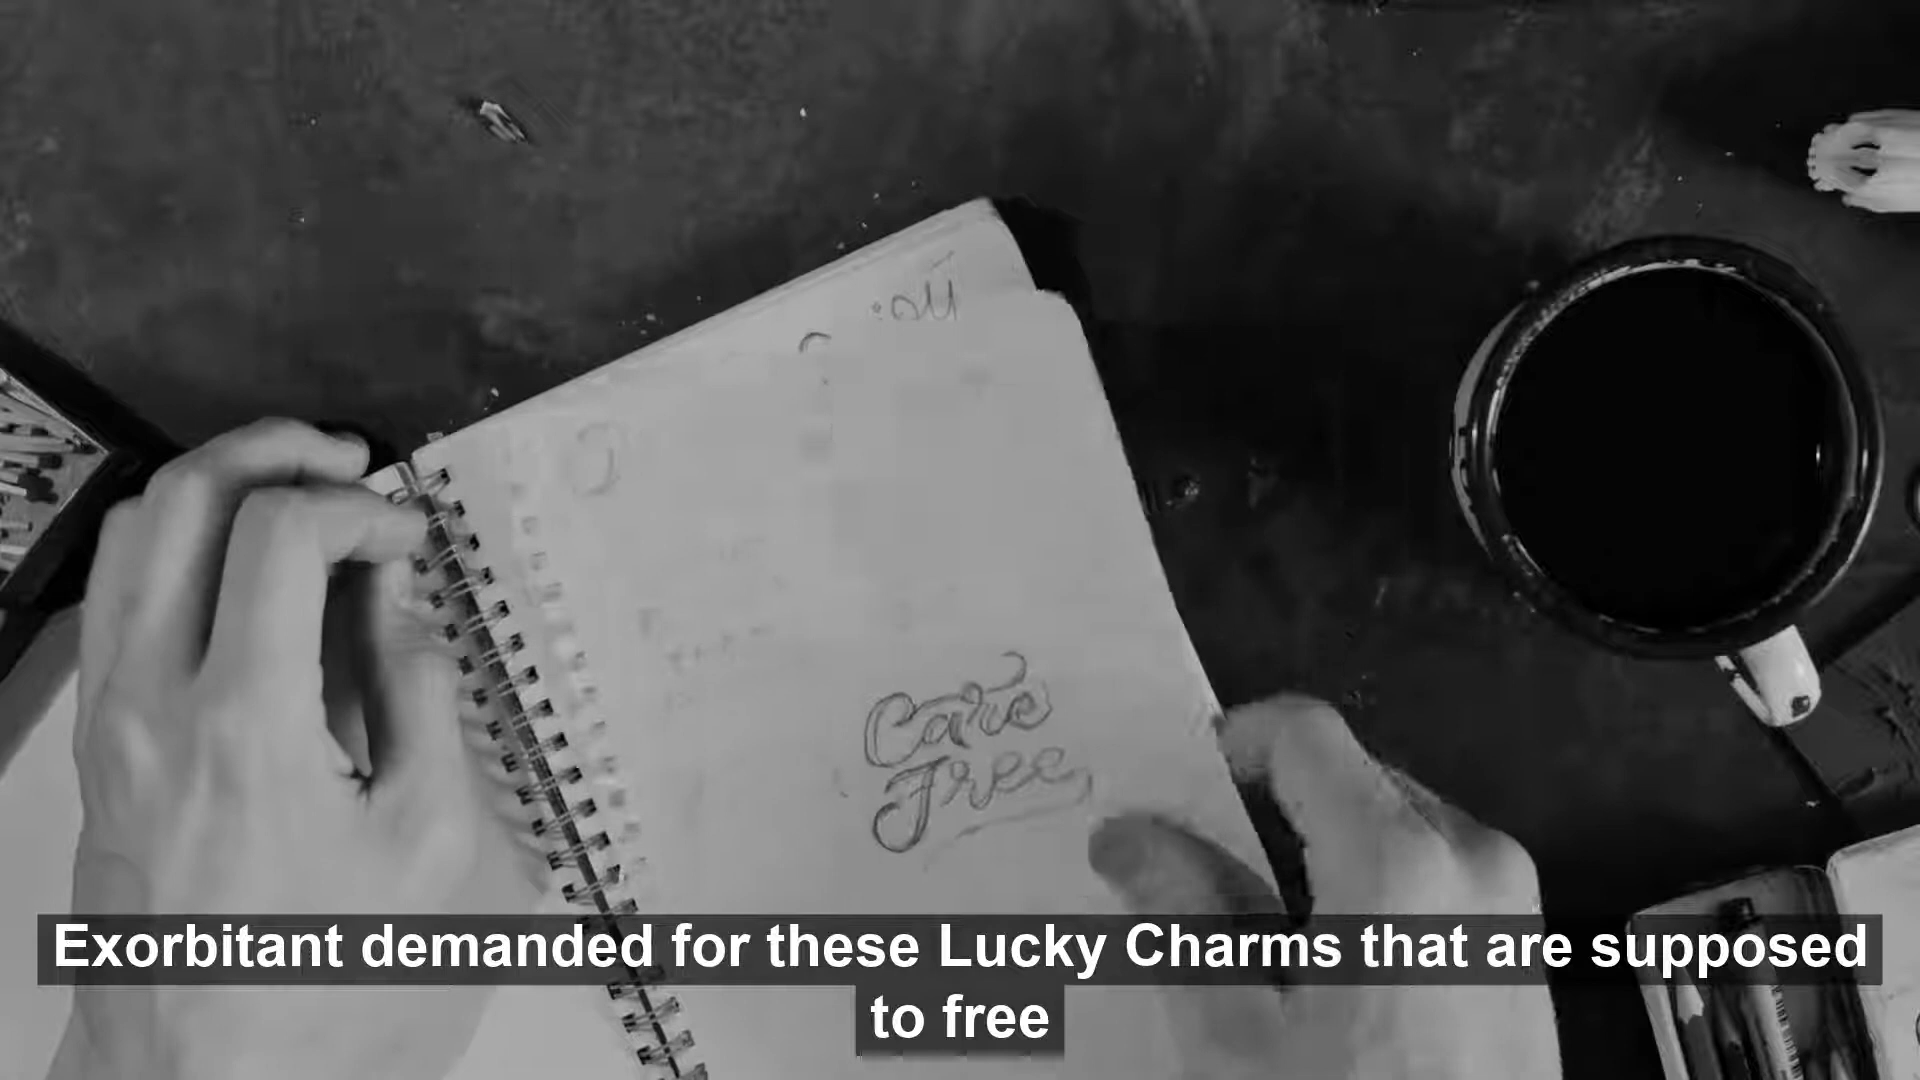 Care
Free
Exorbitant demanded for these Lucky Charms that are supposed
to free